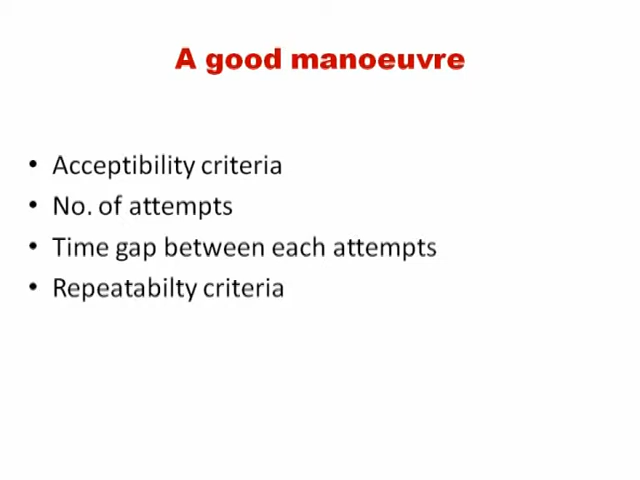 A good manoeuvre
• Acceptibility criteria
• No. of attempts
• Time gap between each attempts
• Repeatabilty criteria